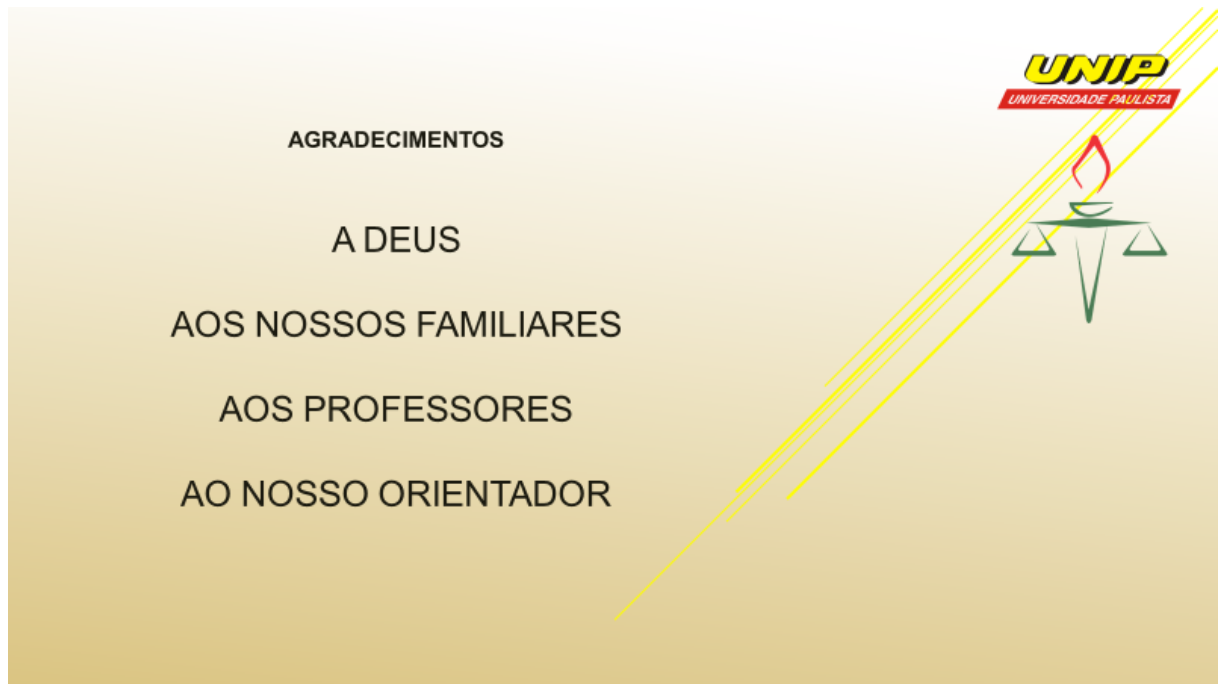 UNIP
UNIVERSIDADE PAULISTA
AGRADECIMENTOS
A DEUS
AOS NOSSOS FAMILIARES
AOS PROFESSORES
AO NOSSO ORIENTADOR